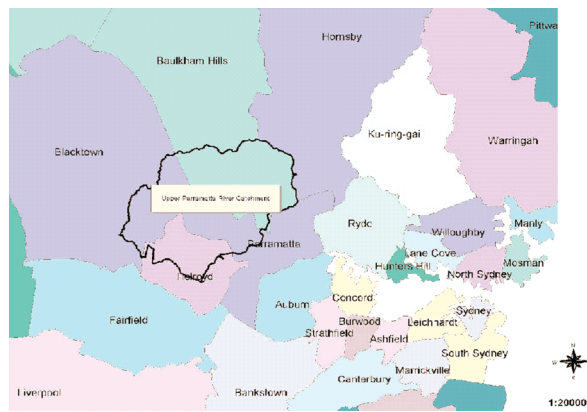 Pittwa
Hornsby
Baulkham Hills
Ku-ring-gai
Warringah
Blacktown
Upper Parramatta River Catchment
Ryde
Willoughby
Manly
Parramatta
Lane Cove
Hunters Hill
Mosman
North Sydney
Holroyd
Auburn
Concord
Sydney
Fairfield
Burwood
Leichhardt
Strathfield
Ashfield
South Sydney
Marrickville
Canterbury
Bankstown
Liverpool
N
W
E
S
1:20000